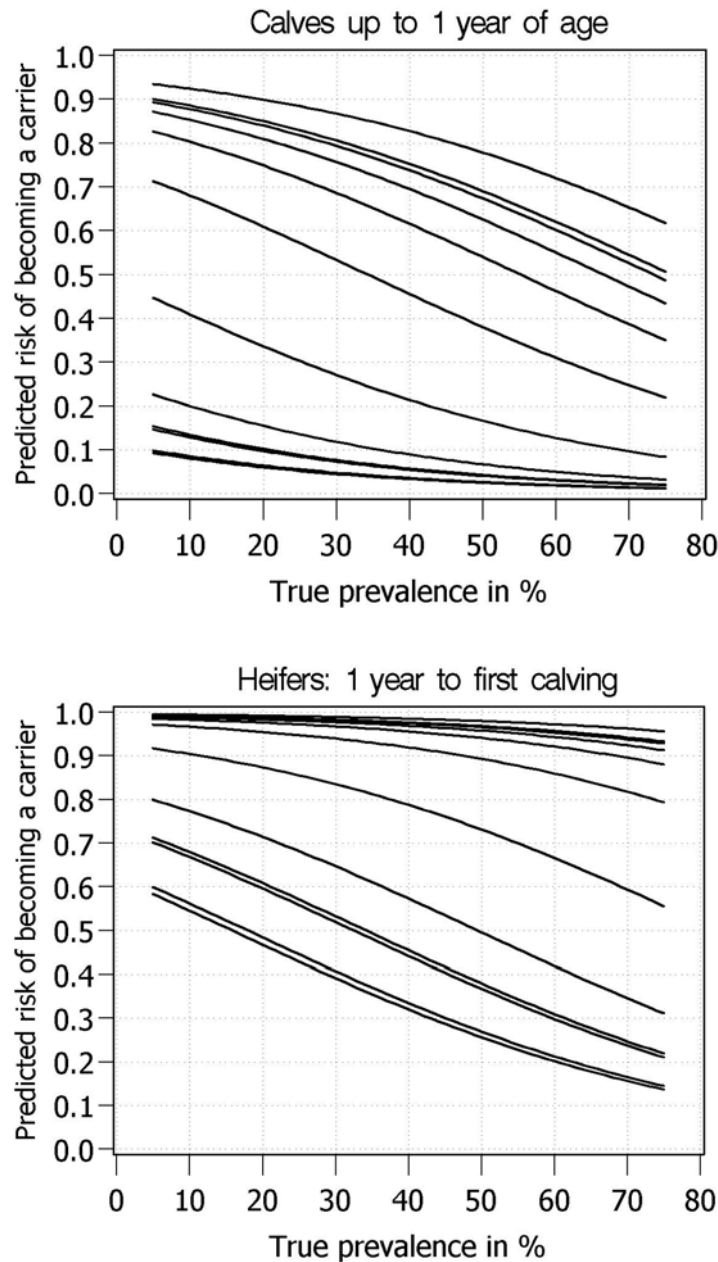 Calves up to 1 year of age
Predicted risk of becoming a carrier
1.0
0.9
0.8
0.7
0.6
0.5
0.4
0.3
0.2
0.1
0.0
0 10 20 30 40 50 60 70 80
True prevalence in %
Heifers: 1 year to first calving
Predicted risk of becoming a carrier
1.0
0.9
0.8
0.7
0.6
0.5
0.4
0.3
0.2
0.1
0.0
0 10 20 30 40 50 60 70 80
True prevalence in %